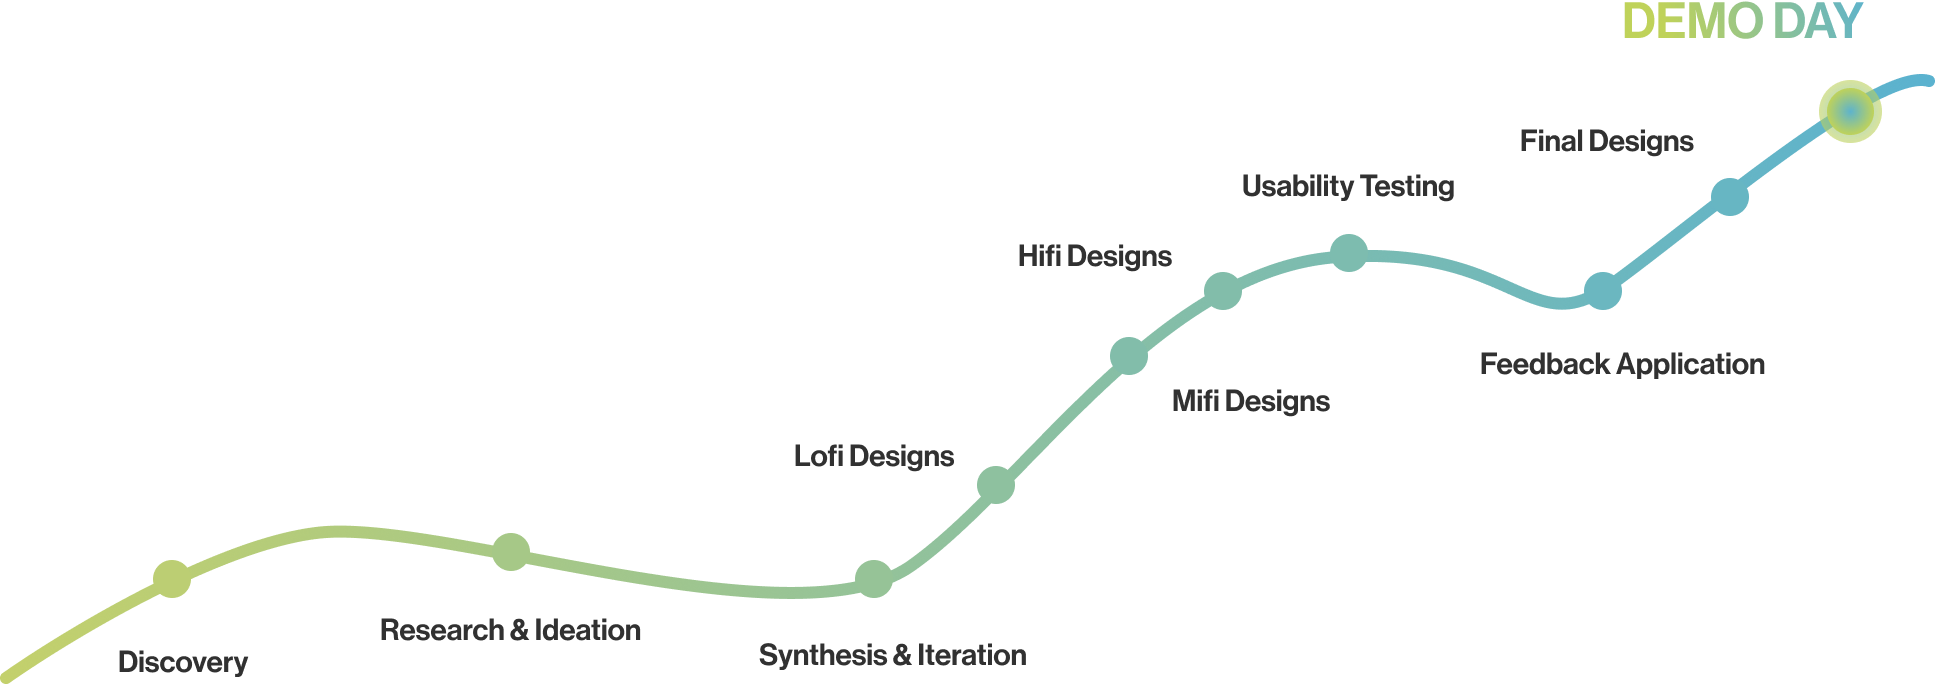 DEMO DAY
Final Designs
Usability Testing
Hifi Designs
Feedback Application
Mifi Designs
Lofi Designs
Research & Ideation
Synthesis & Iteration
Discovery